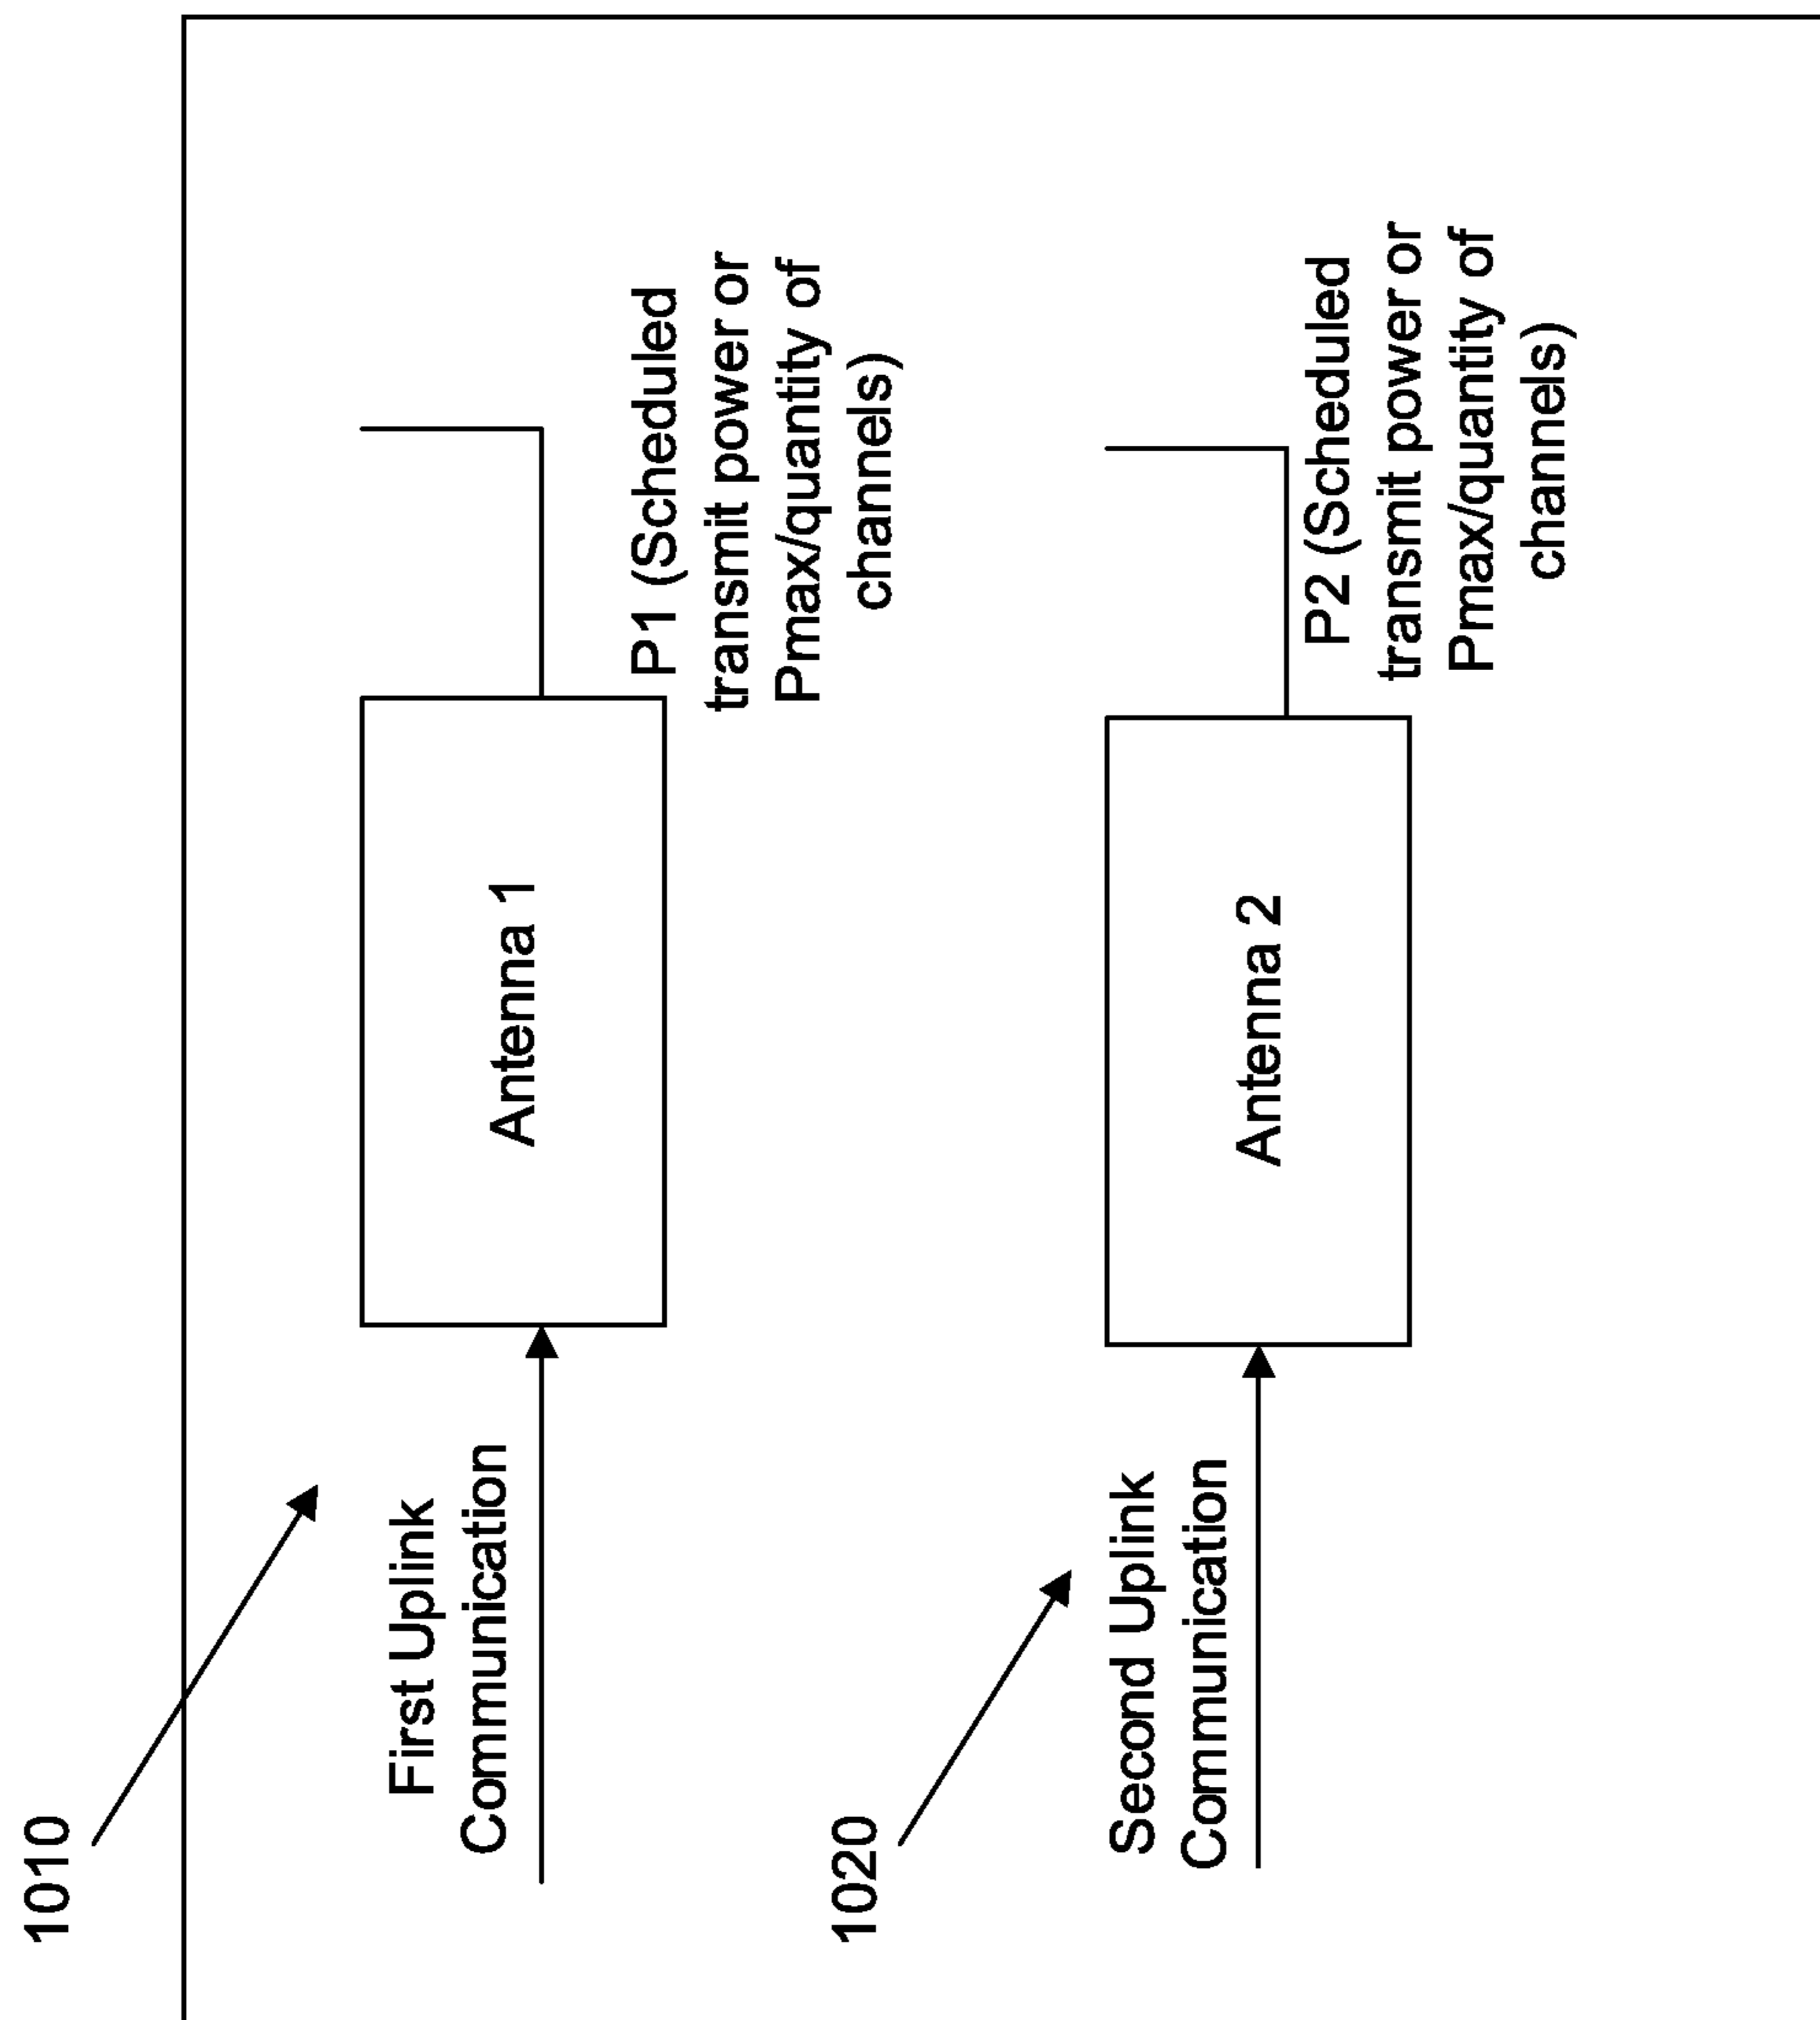 1010
First Uplink
Communication
Antenna 1
P1 (Scheduled
transmit power or
Pmax/quantity of
channels)
1020
Second Uplink
Communication
Antenna 2
P2 (Scheduled
transmit power or
Pmax/quantity of
channels)